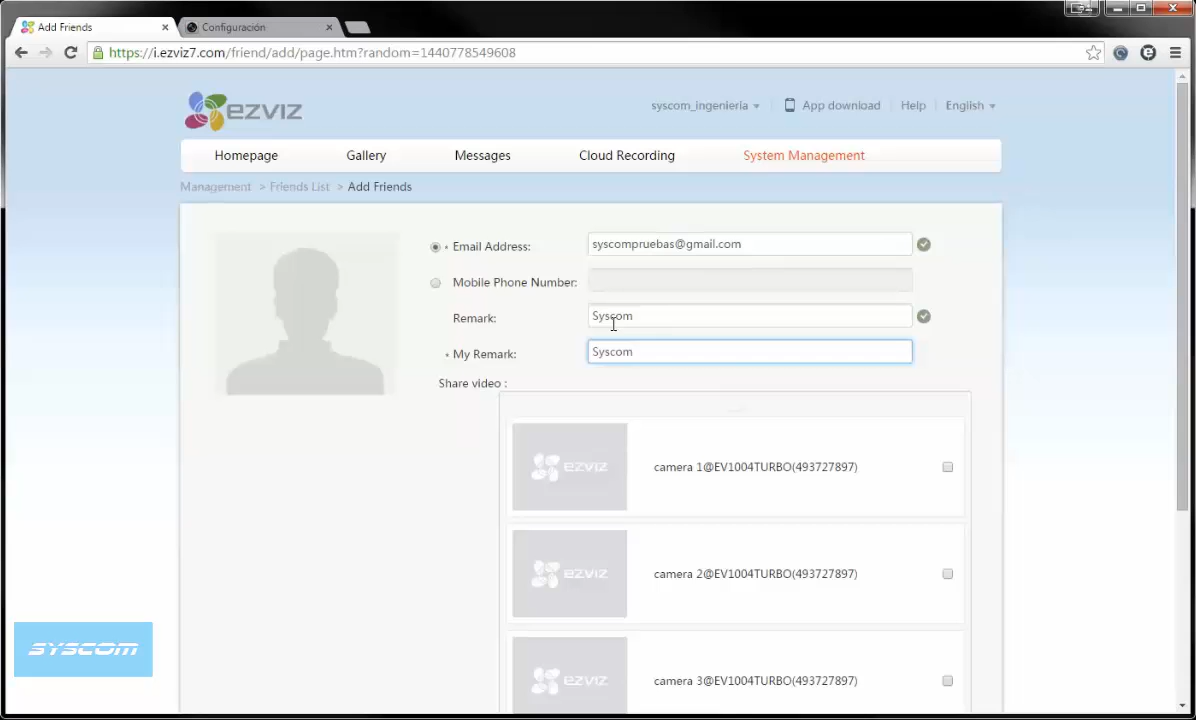 Add Friends
Configuración
https://i.ezviz7.com/friend/add/page.htm?random=1440778549608
ezviz
syscom_ingenieria
App download
Help
English
Homepage
Gallery
Messages
Cloud Recording
System Management
Management > Friends List > Add Friends
* Email Address:
syscompruebas@gmail.com
Mobile Phone Number:
Remark:
Syscom
* My Remark:
Syscom
Share video :
ezviz
camera 1@EV1004TURBO(493727897)
ezviz
camera 2@EV1004TURBO(493727897)
ezviz
camera 3@EV1004TURBO(493727897)
SYSCOM